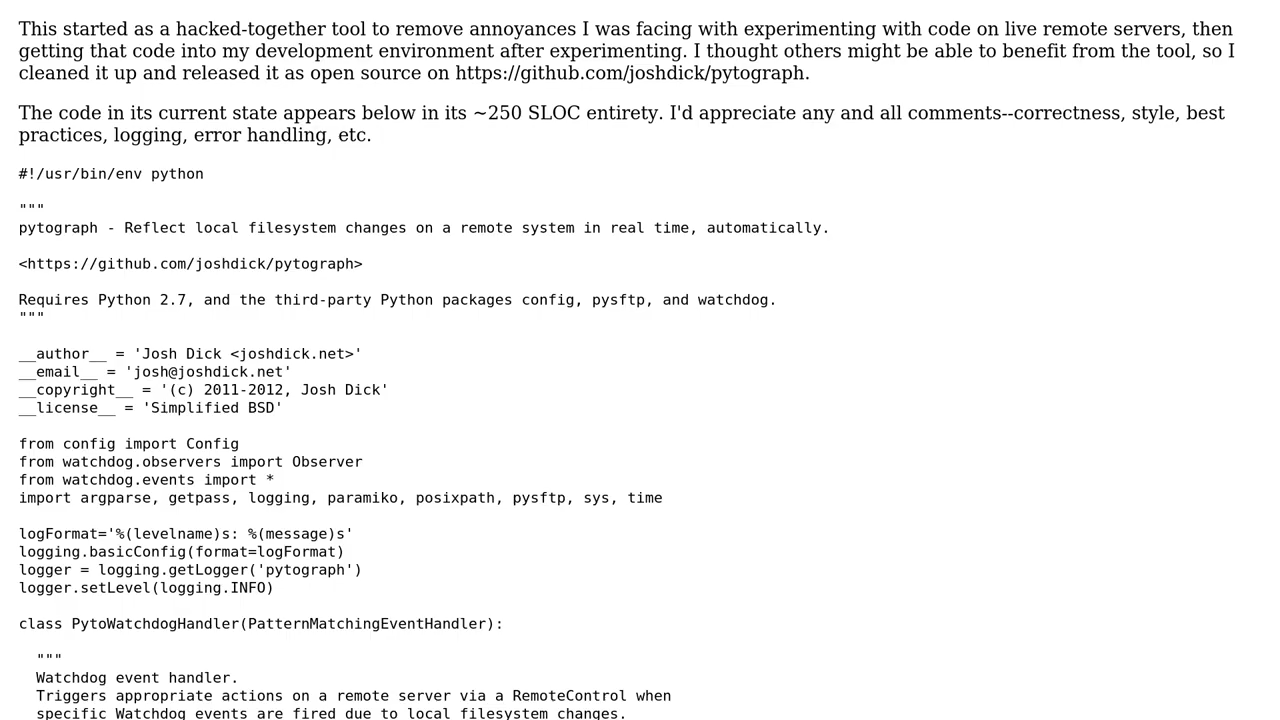 This started as a hacked-together tool to remove annoyances I was facing with experimenting with code on live remote servers, then
getting that code into my development environment after experimenting. I thought others might be able to benefit from the tool, so I
cleaned it up and released it as open source on https://github.com/joshdick/pytograph.
The code in its current state appears below in its ~250 SLOC entirety. I'd appreciate any and all comments--correctness, style, best
practices, logging, error handling, etc.
#!/usr/bin/env python
"""
pytograph - Reflect local filesystem changes on a remote system in real time, automatically.
<https://github.com/joshdick/pytograph>
Requires Python 2.7, and the third-party Python packages config, pysftp, and watchdog.
"""
__author__ = 'Josh Dick <joshdick.net>'
__email__ = 'josh@joshdick.net'
__copyright__ = '(c) 2011-2012, Josh Dick'
__license__ = 'Simplified BSD'
from config import Config
from watchdog.observers import Observer
from watchdog.events import *
import argparse, getpass, logging, paramiko, posixpath, pysftp, sys, time
logFormat='%(levelname)s: %(message)s'
logging.basicConfig(format=logFormat)
logger = logging.getLogger('pytograph')
logger.setLevel(logging.INFO)
class PytoWatchdogHandler(PatternMatchingEventHandler):
  """
  Watchdog event handler.
  Triggers appropriate actions on a remote server via a RemoteControl when
  specific Watchdog events are fired due to local filesystem changes.